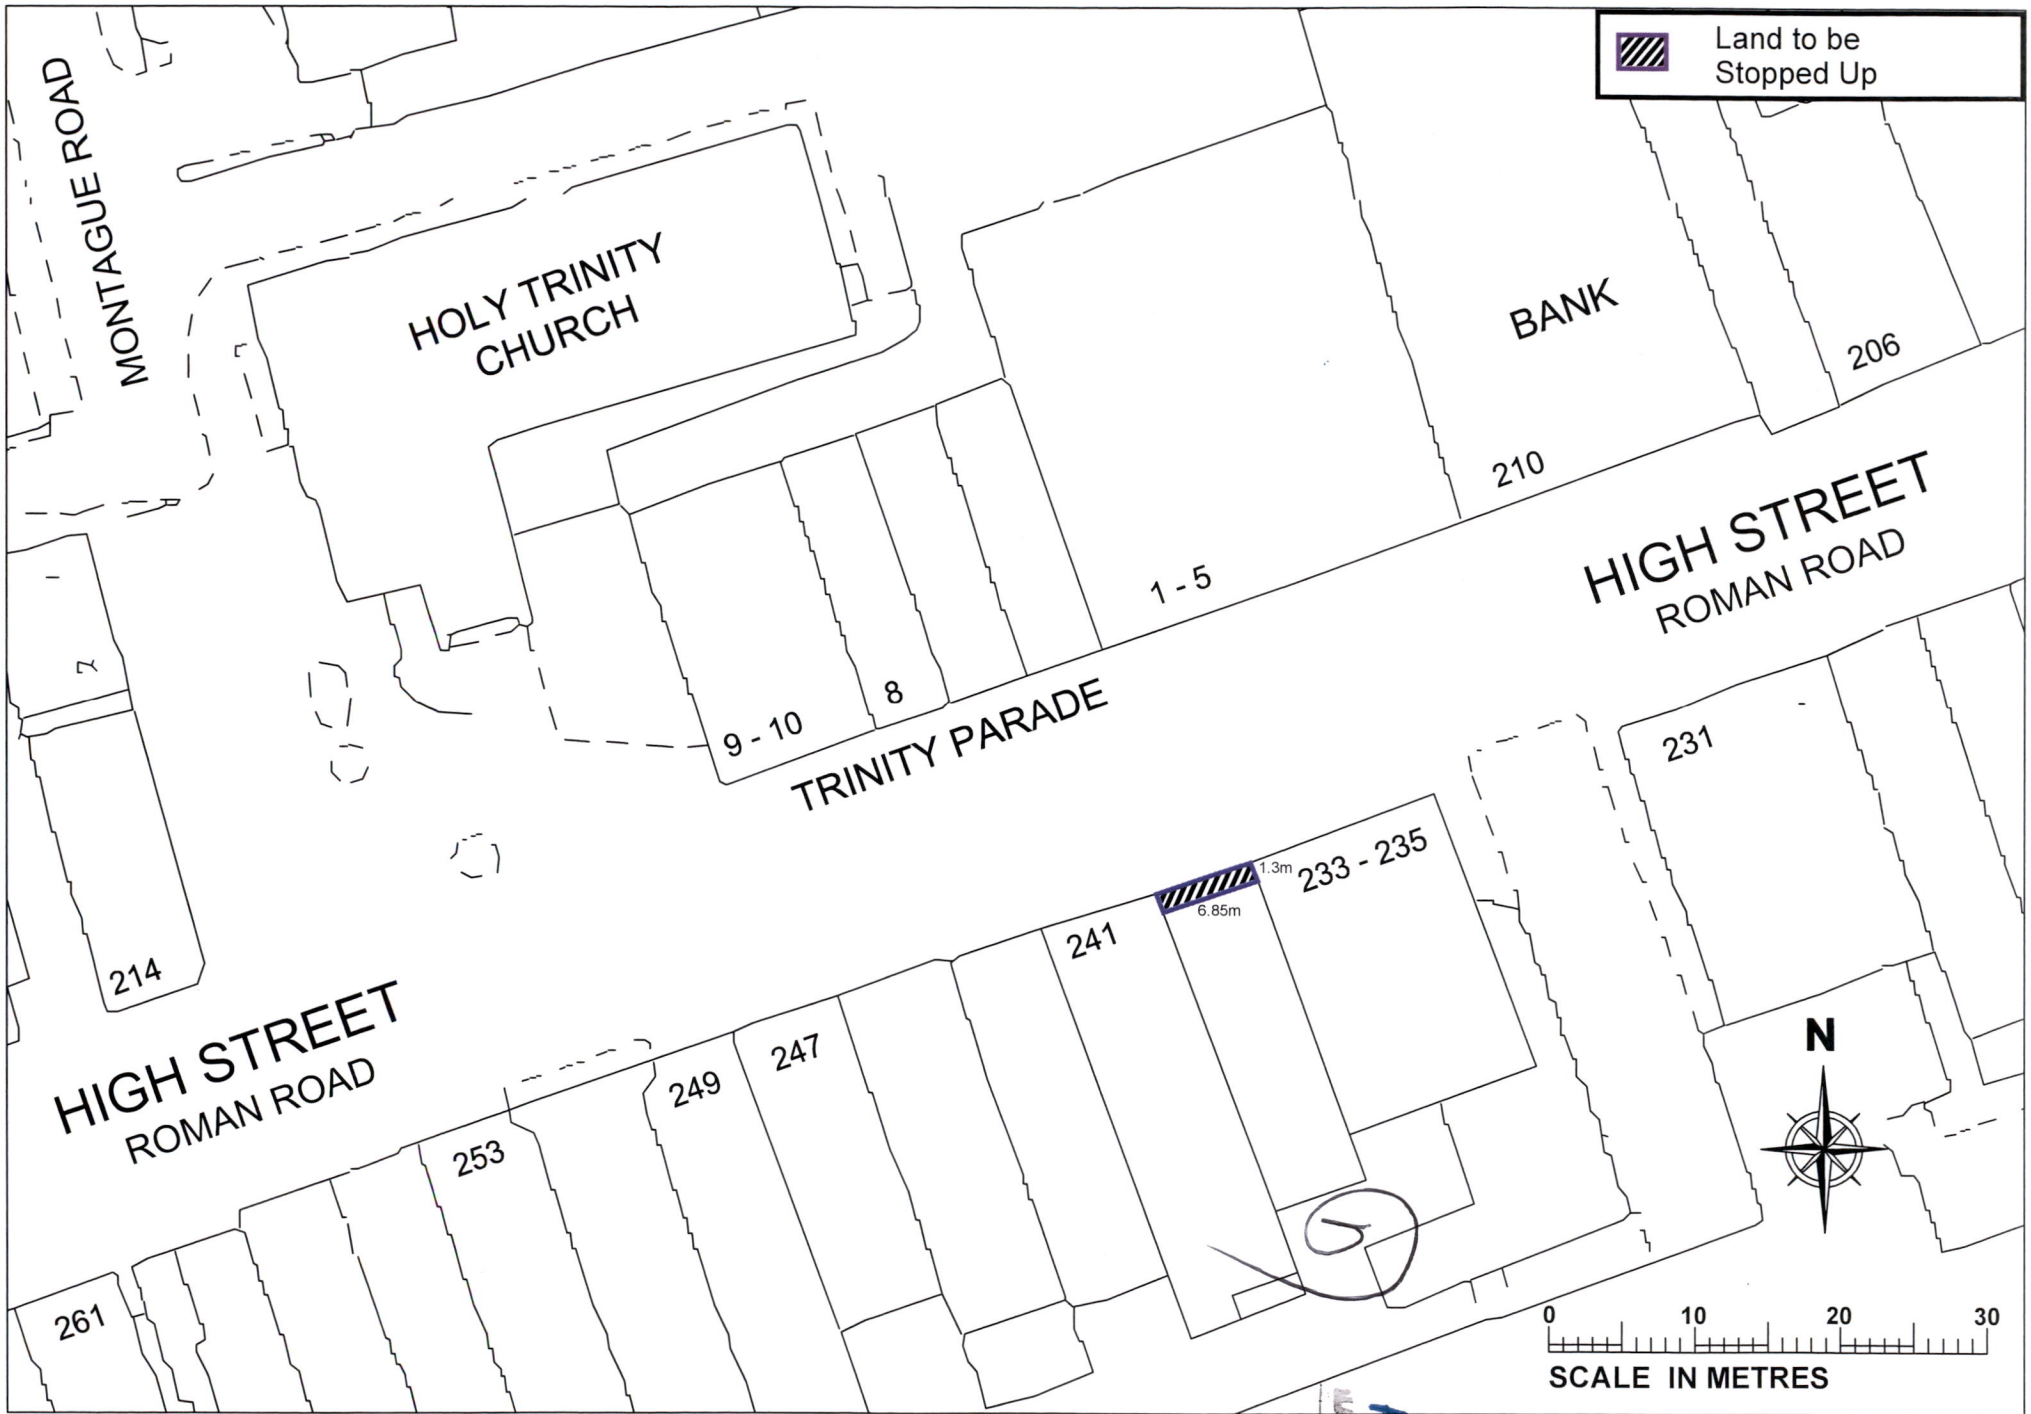 Land to be
Stopped Up
MONTAGUE ROAD
HOLY TRINITY
CHURCH
BANK
206
210
HIGH STREET
ROMAN ROAD
1 - 5
1
2
8
9 - 10
TRINITY PARADE
231
233 - 235
1.3m
6.85m
241
214
HIGH STREET
ROMAN ROAD
247
249
253
261
N
0 10 20 30
SCALE IN METRES